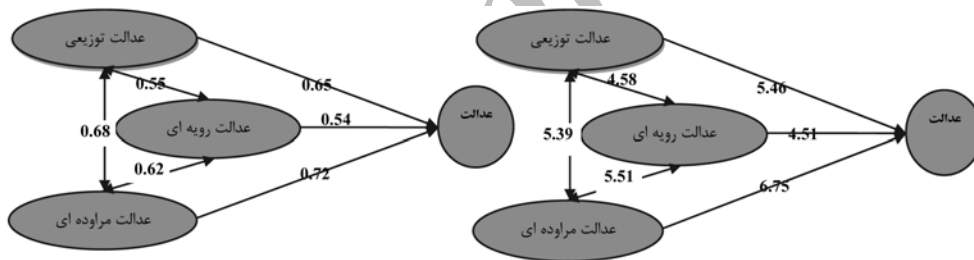 عدالت توزیعی
0.55
0.65
0.68
عدالت رویه ای
0.54
عدالت
0.62
0.72
عدالت مراوده ای
عدالت توزیعی
4.58
5.46
5.39
عدالت رویه ای
4.51
عدالت
5.51
6.75
عدالت مراوده ای